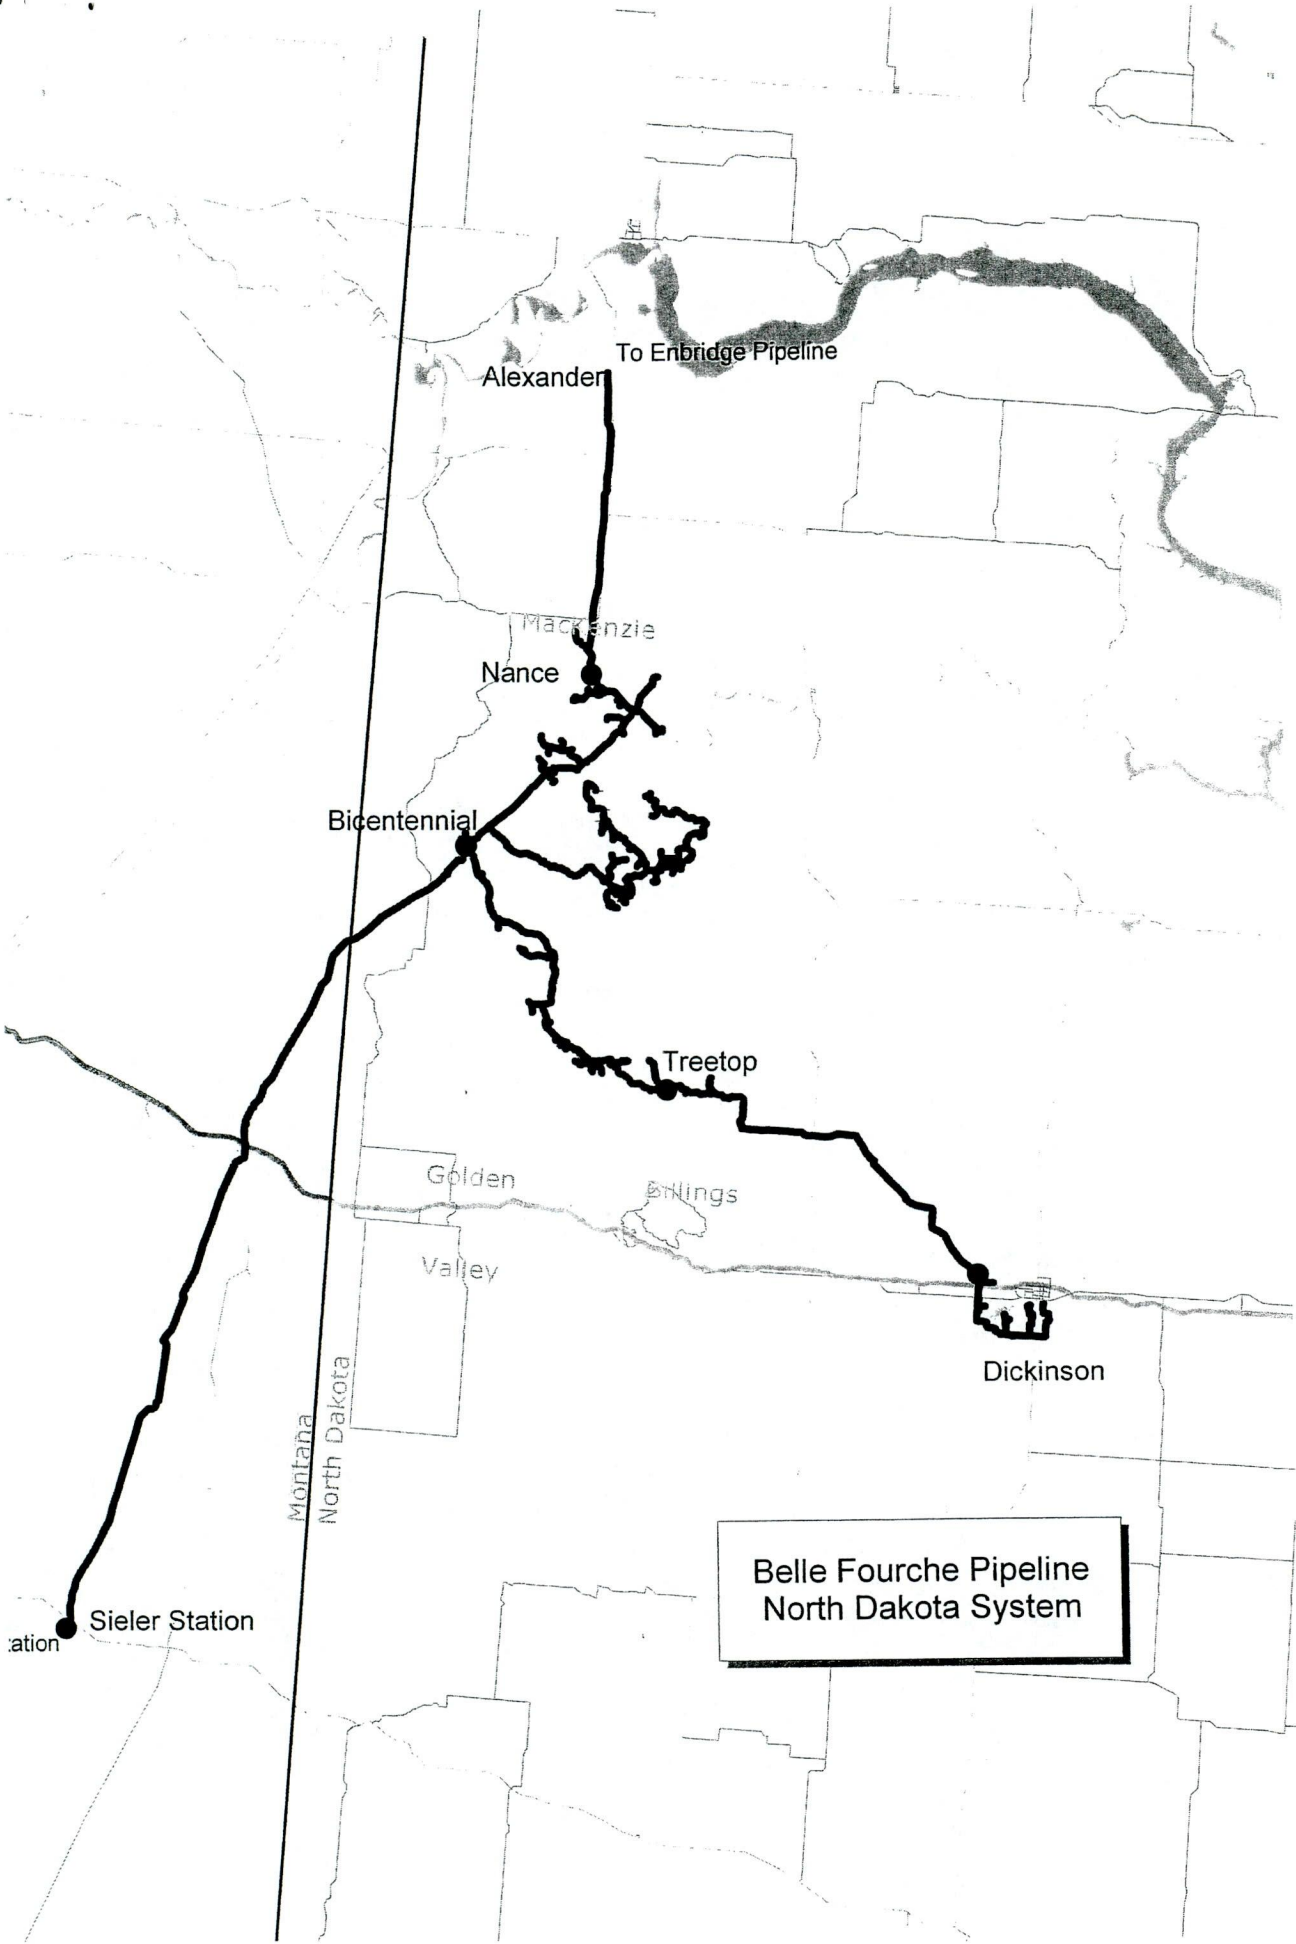 To Enbridge Pipeline
Alexander
MacKenzie
Nance
Bicentennial
Treetop
Golden
Billings
Valley
Dickinson
Montana
North Dakota
Belle Fourche Pipeline
North Dakota System
Sieler Station
ation